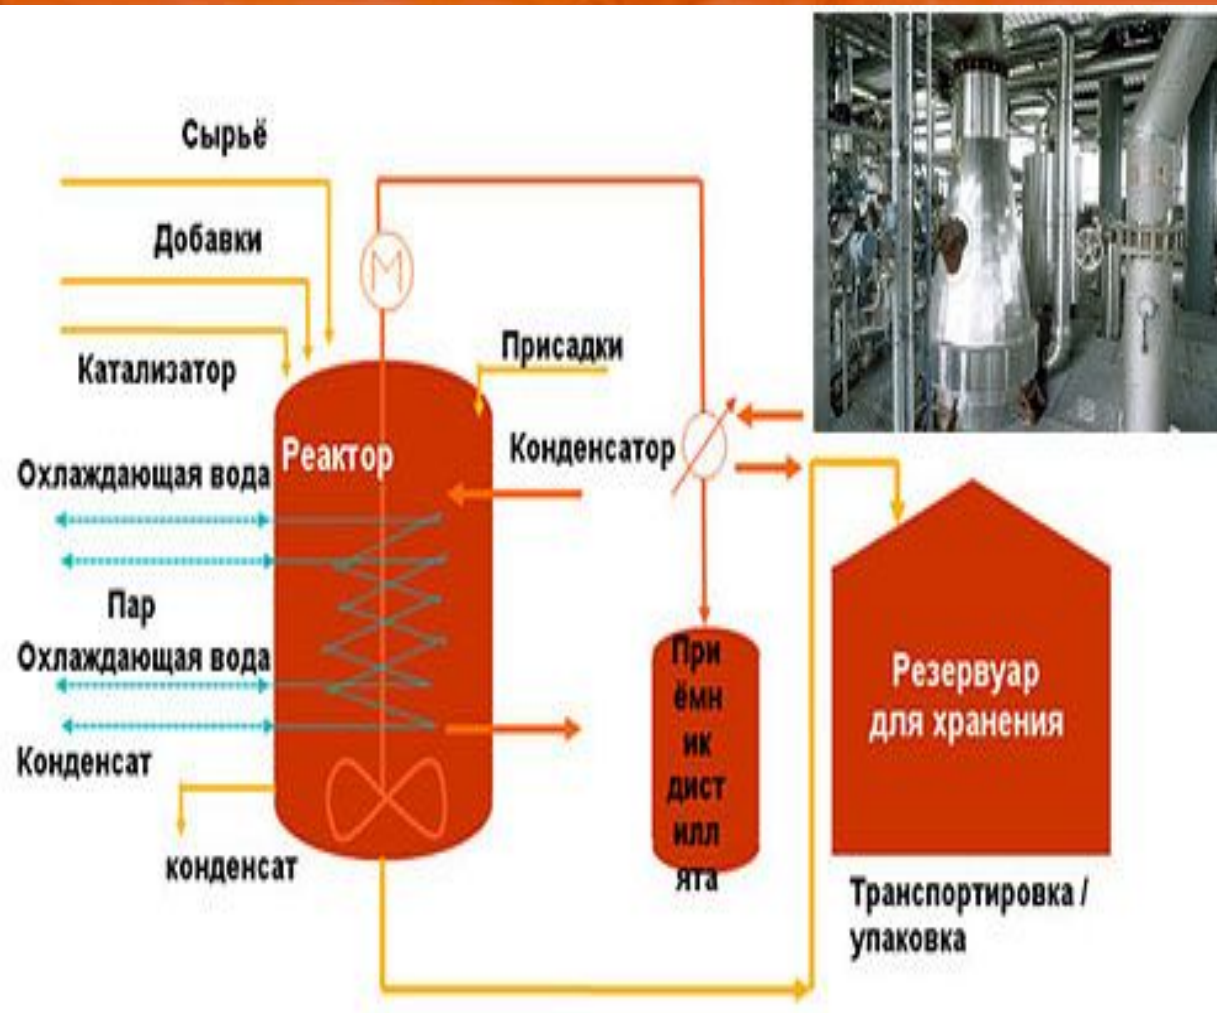 Сырьё
Добавки
Катализатор
M
Присадки
Реактор
Конденсатор
Охлаждающая вода
Пар
Охлаждающая вода
Конденсат
конденсат
При
ёмн
ик
дист
илл
ята
Резервуар
для хранения
Транспортировка /
упаковка